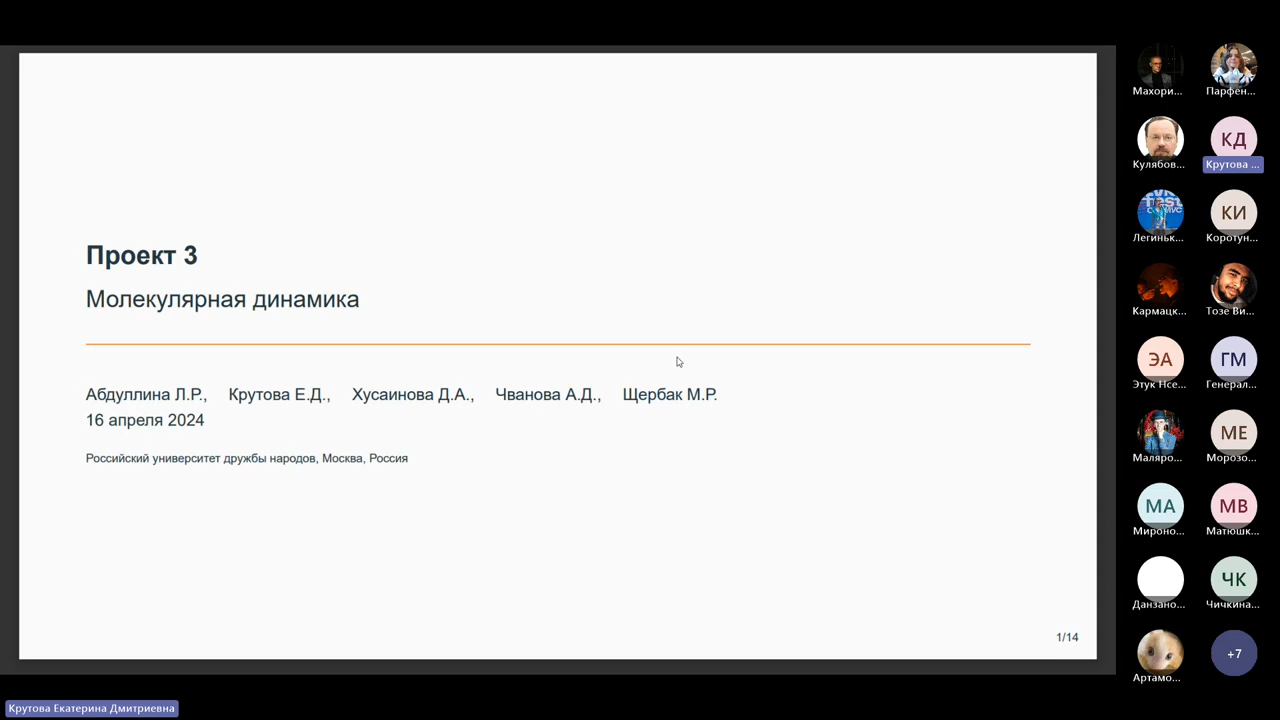 Проект 3
Молекулярная динамика
Абдуллина Л.Р., Крутова Е.Д., Хусаинова Д.А., Чванова А.Д., Щербак М.Р.
16 апреля 2024
Российский университет дружбы народов, Москва, Россия
1/14
Махори...
Парфен...
Кулябов...
КД
Крутова ...
Легиньк...
КИ
Коротун...
Кармацк...
Тозе Ви...
ЭА
Этук Нсе...
ГМ
Генерал...
Маляро...
МЕ
Морозо...
МА
Мироно...
МВ
Матюшк...
Данзано...
ЧК
Чичкина...
Артамо...
+7
Крутова Екатерина Дмитриевна